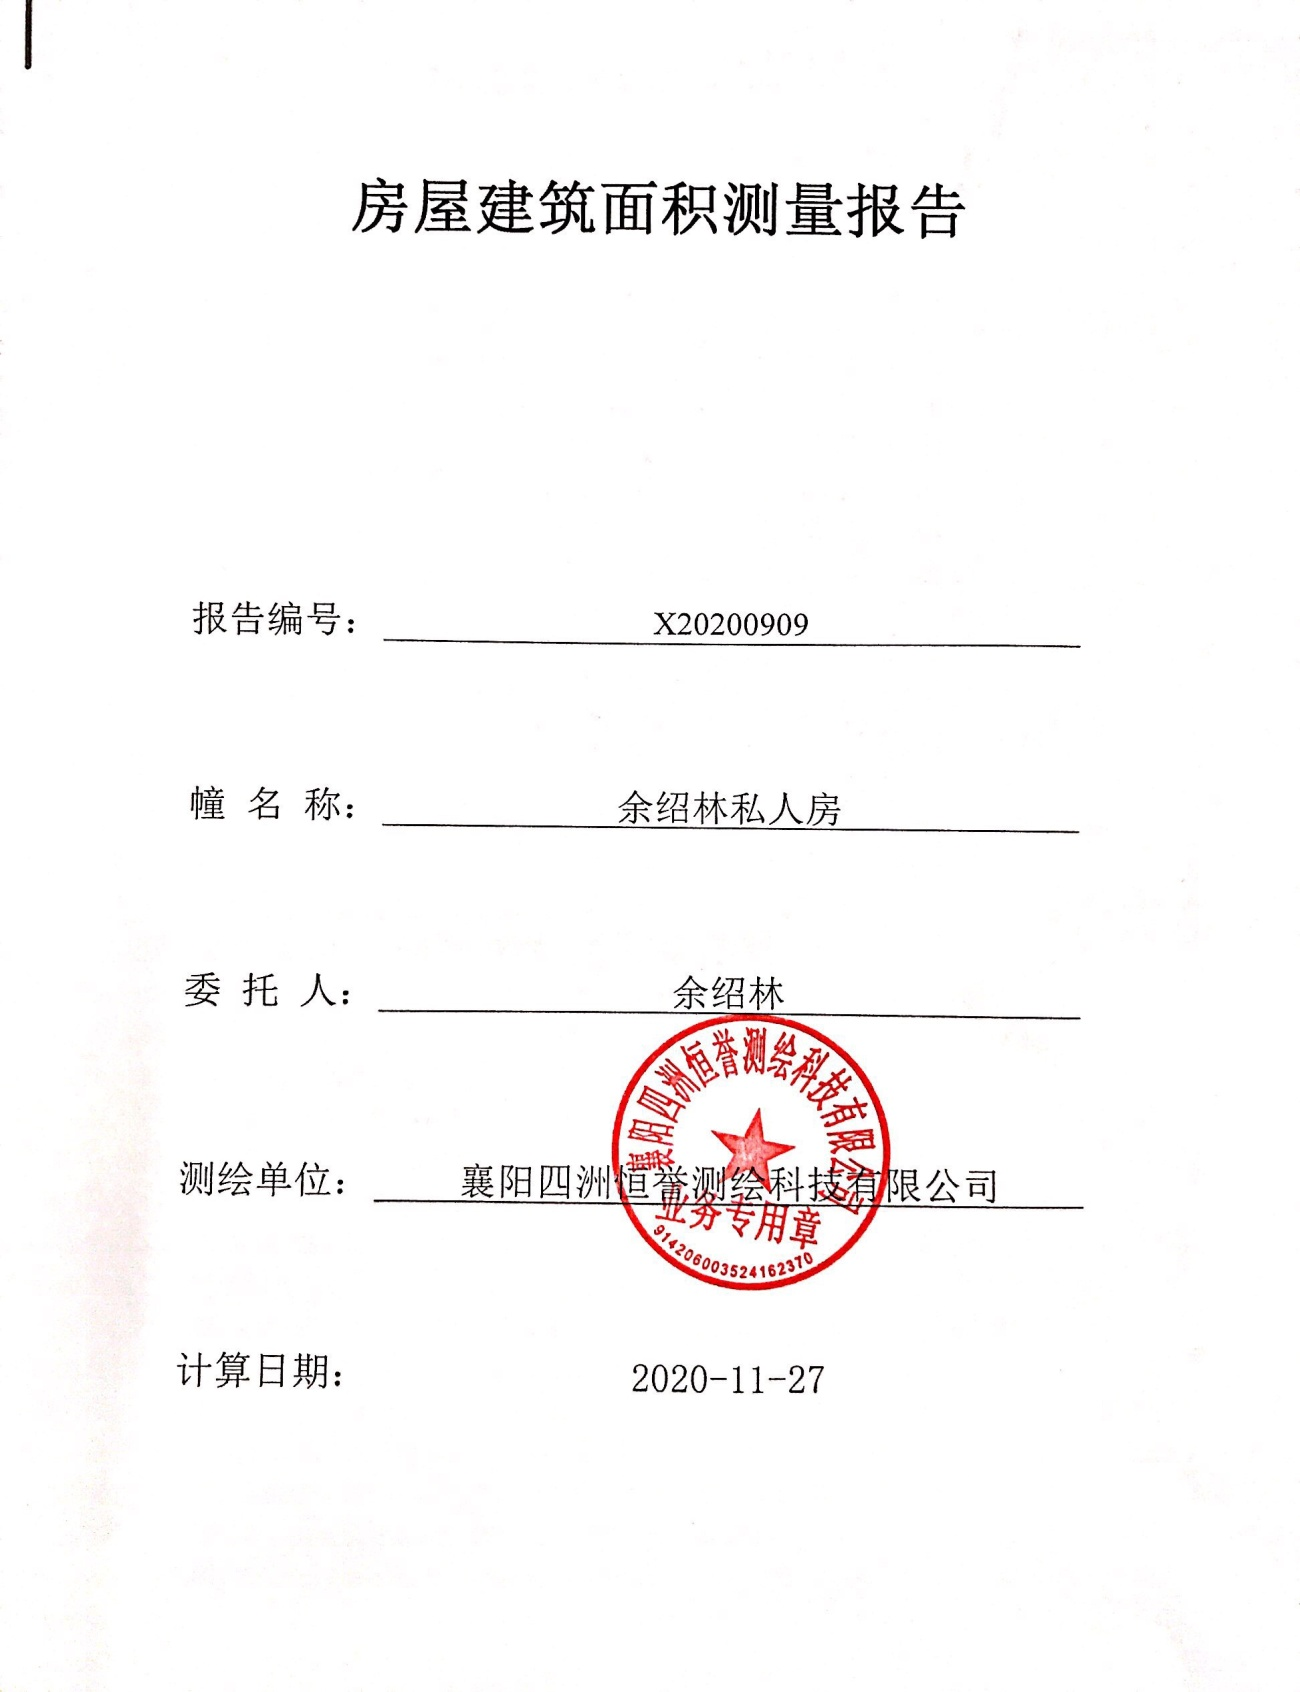 房屋建筑面积测量报告
报告编号： X20200909
幢 名 称： 余绍林私人房
委 托 人： 余绍林
测绘单位： 襄阳四洲恒誉测绘科技有限公司
襄阳四洲恒誉测绘科技有限公司
业务专用章
914206003524162370
计算日期： 2020-11-27